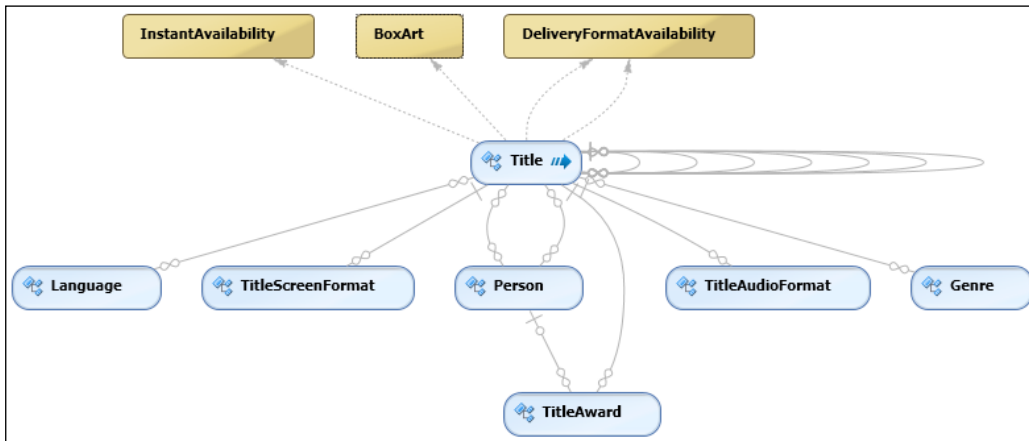 InstantAvailability
BoxArt
DeliveryFormatAvailability
Title
Language
TitleScreenFormat
Person
TitleAudioFormat
Genre
TitleAward